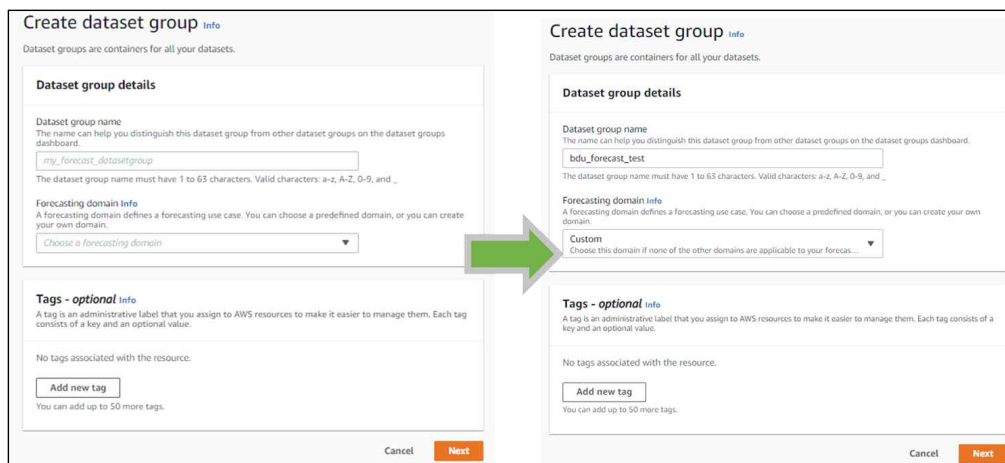 Create dataset group Info
Dataset groups are containers for all your datasets.
Dataset group details
Dataset group name
The name can help you distinguish this dataset group from other dataset groups on the dataset groups
dashboard.
my_forecast_datasetgroup
The dataset group name must have 1 to 63 characters. Valid characters: a-z, A-Z, 0-9, and _
Forecasting domain Info
A forecasting domain defines a forecasting use case. You can choose a predefined domain, or you can create
your own domain.
Choose a forecasting domain
Tags - optional Info
A tag is an administrative label that you assign to AWS resources to make it easier to manage them. Each tag
consists of a key and an optional value.
No tags associated with the resource.
Add new tag
You can add up to 50 more tags.
Cancel Next
Create dataset group Info
Dataset groups are containers for all your datasets.
Dataset group details
Dataset group name
The name can help you distinguish this dataset group from other dataset groups on the dataset groups dashboard.
bdu_forecast_test
The dataset group name must have 1 to 63 characters. Valid characters: a-z, A-Z, 0-9, and _
Forecasting domain Info
A forecasting domain defines a forecasting use case. You can choose a predefined domain, or you can create your own
domain.
Custom
Choose this domain if none of the other domains are applicable to your forecas...
Tags - optional Info
A tag is an administrative label that you assign to AWS resources to make it easier to manage them. Each tag consists of a
key and an optional value.
No tags associated with the resource.
Add new tag
You can add up to 50 more tags.
Cancel Next